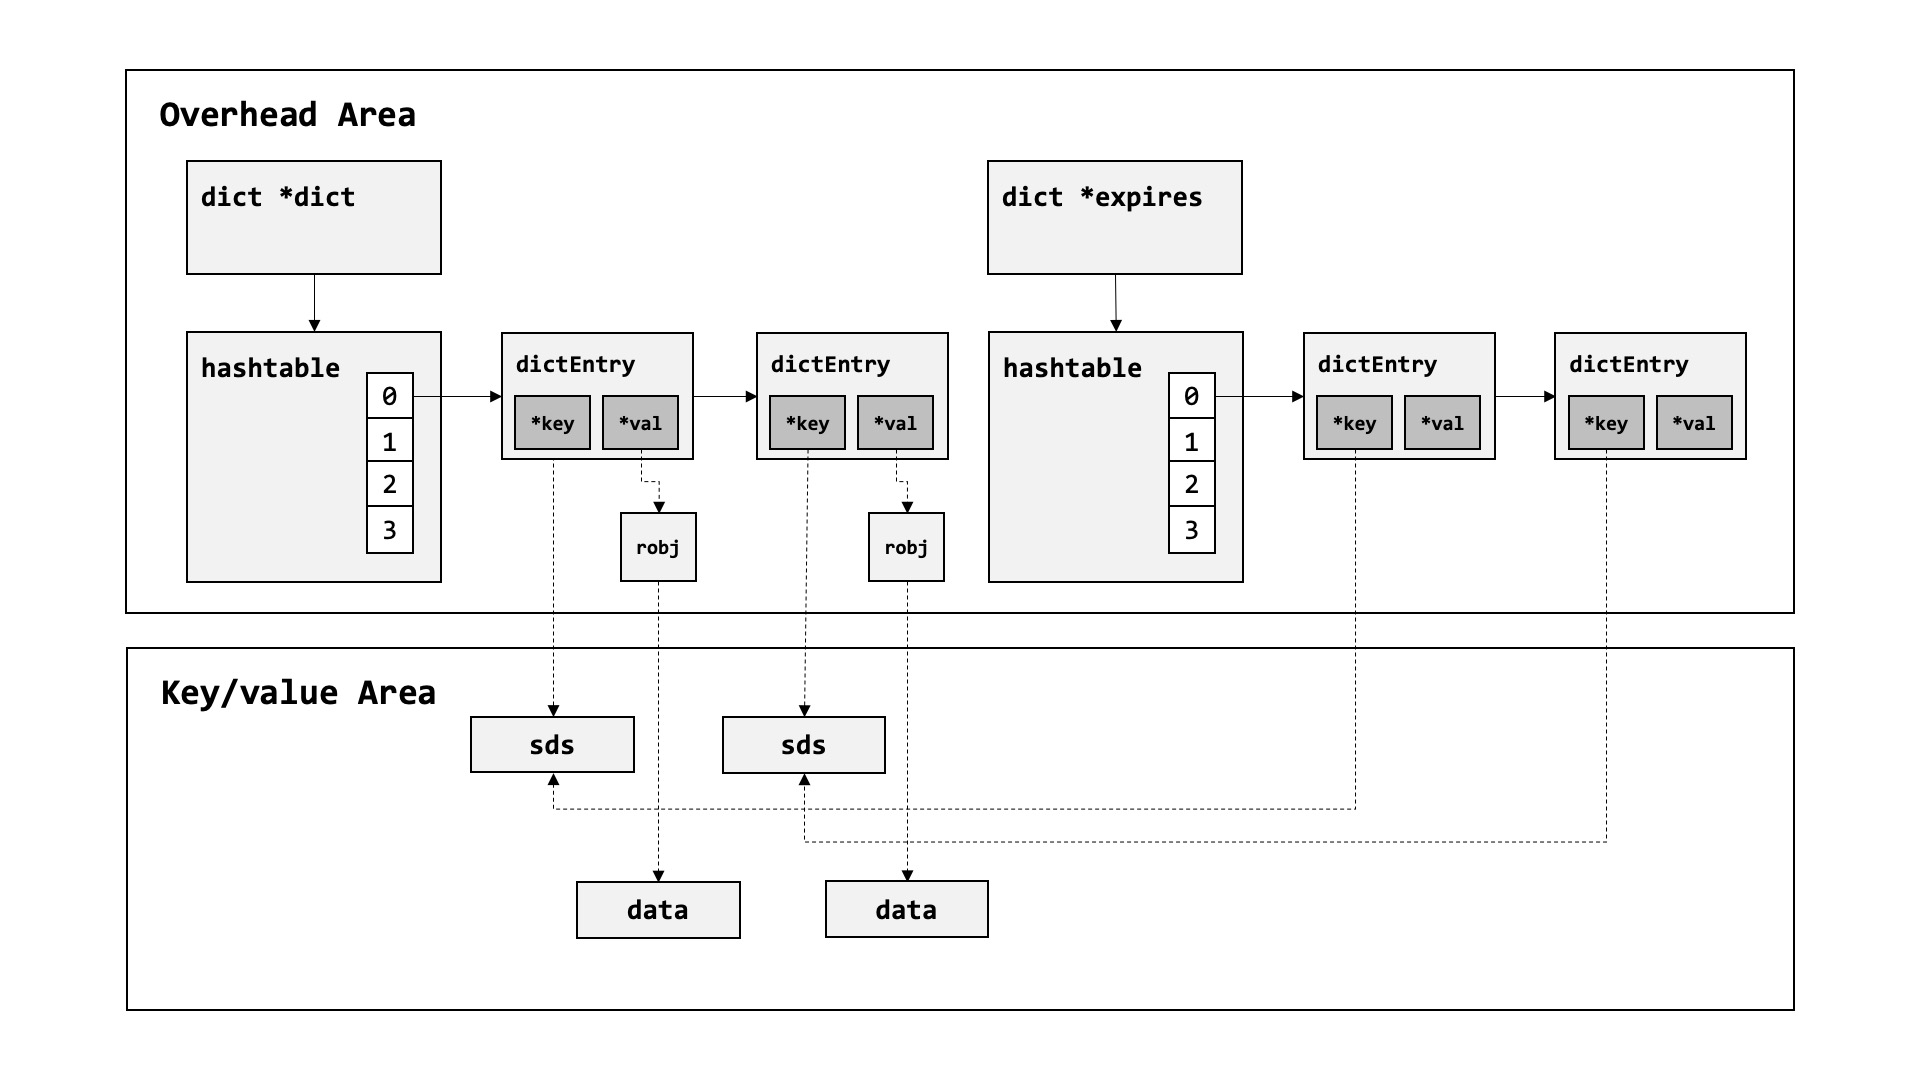 Overhead Area
dict *dict
dict *expires
hashtable
0
1
2
3
dictEntry
*key
*val
dictEntry
*key
*val
robj
robj
hashtable
0
1
2
3
dictEntry
*key
*val
dictEntry
*key
*val
Key/value Area
sds
sds
data
data